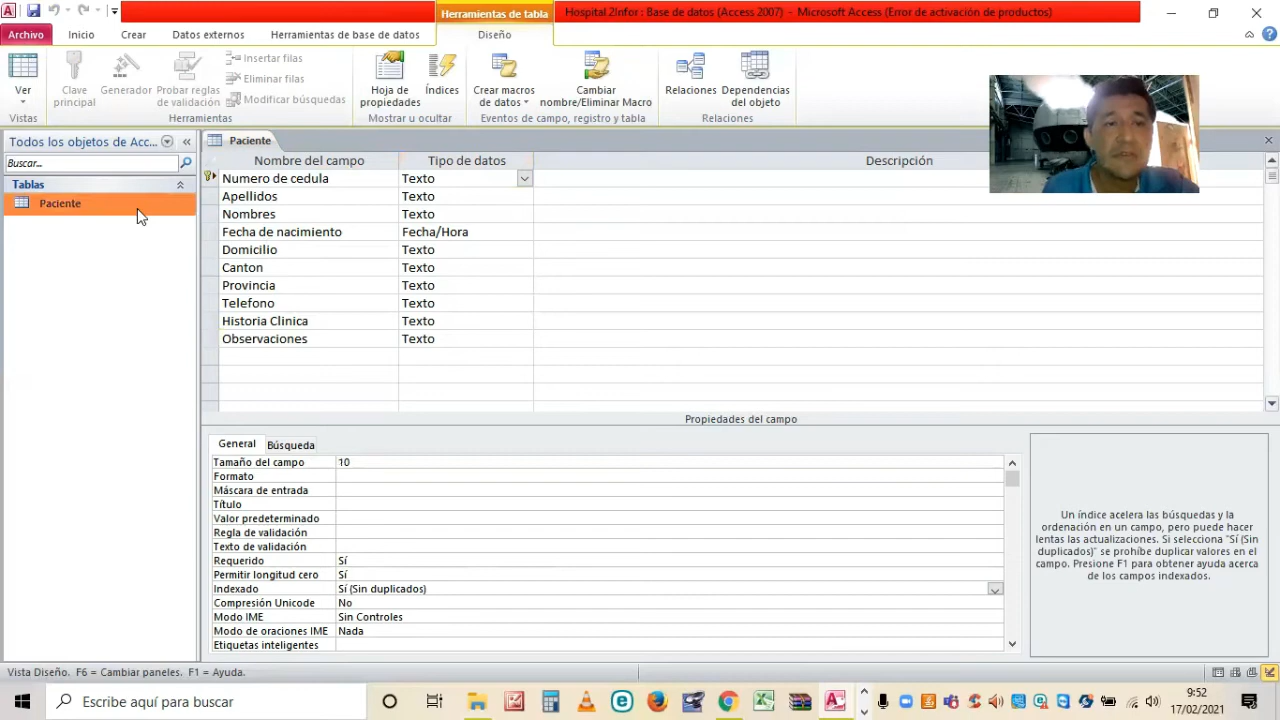 Herramientas de tabla
Hospital 2Infor : Base de datos (Access 2007) - Microsoft Access (Error de activación de productos)
Archivo
Inicio
Crear
Datos externos
Herramientas de base de datos
Diseño
Ver
Vistas
Clave principal
Generador
Probar reglas de validación
Insertar filas
Eliminar filas
Modificar búsquedas
Herramientas
Hoja de propiedades
Índices
Mostrar u ocultar
Crear macros de datos
Cambiar nombre/Eliminar Macro
Eventos de campo, registro y tabla
Relaciones
Dependencias del objeto
Relaciones
Todos los objetos de Acc...
Buscar...
Tablas
Paciente
Paciente
Nombre del campo Tipo de datos Descripción
Numero de cedula Texto
Apellidos Texto
Nombres Texto
Fecha de nacimiento Fecha/Hora
Domicilio Texto
Canton Texto
Provincia Texto
Telefono Texto
Historia Clinica Texto
Observaciones Texto
Propiedades del campo
General Búsqueda
Tamaño del campo 10
Formato
Máscara de entrada
Título
Valor predeterminado
Regla de validación
Texto de validación
Requerido Sí
Permitir longitud cero Sí
Indexado Sí (Sin duplicados)
Compresión Unicode No
Modo IME Sin Controles
Modo de oraciones IME Nada
Etiquetas inteligentes
Un índice acelera las búsquedas y la
ordenación en un campo, pero puede hacer
lentas las actualizaciones. Si selecciona "Sí (Sin
duplicados)" se prohíbe duplicar valores en el
campo. Presione F1 para obtener ayuda acerca
de los campos indexados.
Vista Diseño. F6 = Cambiar paneles. F1 = Ayuda.
Escribe aquí para buscar
9:52
17/02/2021